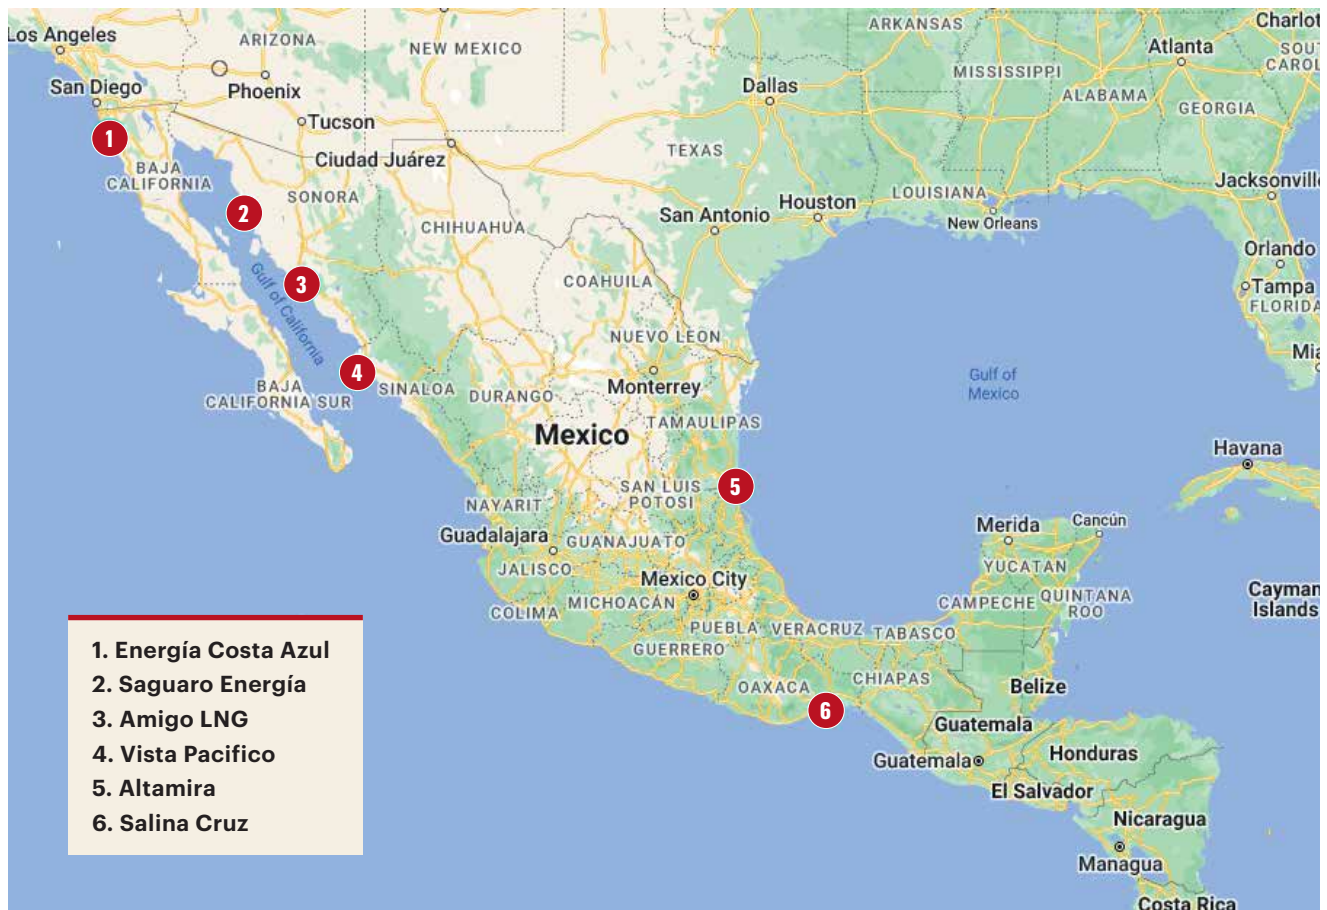 Los Angeles
ARIZONA
NEW MEXICO
ARKANSAS
Charlot
Atlanta
SOUT
CAROL
San Diego
Phoenix
Dallas
MISSISSIPPI
ALABAMA
GEORGIA
Tucson
1
Ciudad Juárez
TEXAS
BAJA
CALIFORNIA
SONORA
LOUISIANA
Jacksonville
2
San Antonio
Houston
New Orleans
CHIHUAHUA
Orlando
COAHUILA
Tampa
3
Gulf of
California
FLORIDA
NUEVO LEON
Mia
4
SINALOA
DURANGO
Monterrey
Gulf of
Mexico
BAJA
CALIFORNIA SUR
TAMAULIPAS
Mexico
Havana
SAN LUIS
POTOSI
5
NAYARIT
Merida
Cancún
Guadalajara
GUANAJUATO
JALISCO
YUCATAN
Mexico City
COLIMA
MICHOACÁN
CAMPECHE
QUINTANA
ROO
Cayman
Islands
PUEBLA
VERACRUZ
TABASCO
GUERRERO
OAXACA
CHIAPAS
Belize
6
Guatemala
Guatemala
Honduras
El Salvador
Nicaragua
Managua
Costa Rica
1. Energía Costa Azul
2. Saguaro Energía
3. Amigo LNG
4. Vista Pacifico
5. Altamira
6. Salina Cruz